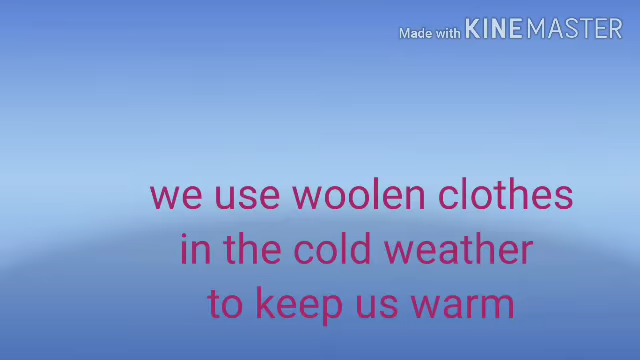 Made with KINEMASTER
we use woolen clothes
in the cold weather
to keep us warm